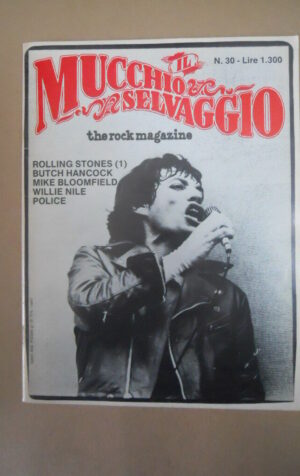 IL
N. 30 - Lire 1.300
MUCCHIO
SELVAGGIO
the rock magazine
ROLLING STONES (1)
BUTCH HANCOCK
MIKE BLOOMFIELD
WILLIE NILE
POLICE